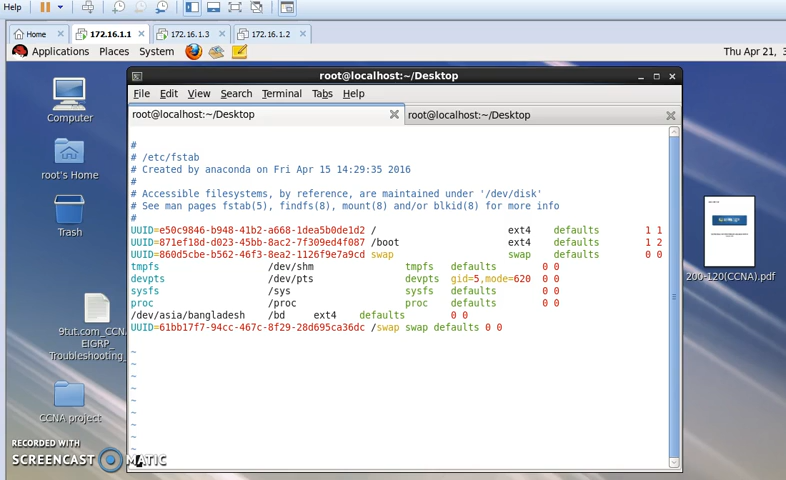 Help
Home 172.16.1.1 172.16.1.3 172.16.1.2
Applications Places System Thu Apr 21, 3
root@localhost:~/Desktop
File Edit View Search Terminal Tabs Help
root@localhost:~/Desktop root@localhost:~/Desktop
Computer
root's Home
Trash
9tut.com_CCN
EIGRP_
Troubleshooting_
CCNA project
#
# /etc/fstab
# Created by anaconda on Fri Apr 15 14:29:35 2016
#
# Accessible filesystems, by reference, are maintained under '/dev/disk'
# See man pages fstab(5), findfs(8), mount(8) and/or blkid(8) for more info
#
UUID=e50c9846-b948-41b2-a668-1dea5b0de1d2 / ext4 defaults 1 1
UUID=871ef18d-d023-45bb-8ac2-7f309ed4f087 /boot ext4 defaults 1 2
UUID=860d5cbe-b562-46f3-8ea2-1126f9e7a9cd swap swap defaults 0 0
tmpfs /dev/shm tmpfs defaults 0 0
devpts /dev/pts devpts gid=5,mode=620 0 0
sysfs /sys sysfs defaults 0 0
proc /proc proc defaults 0 0
/dev/asia/bangladesh /bd ext4 defaults 0 0
UUID=61bb17f7-94cc-467c-8f29-28d695ca36dc /swap swap defaults 0 0
~
~
~
~
~
~
~
~
~
200-120(CCNA).pdf
RECORDED WITH
SCREENCAST MATIC